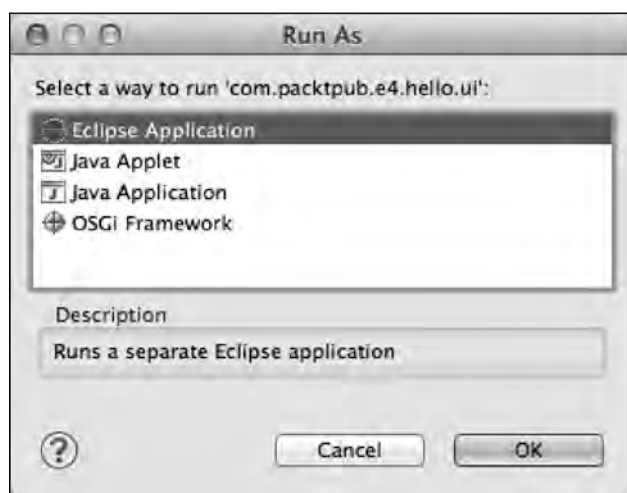 Run As
Select a way to run 'com.packtpub.e4.hello.ui':
Eclipse Application
Java Applet
Java Application
OSGi Framework
Description
Runs a separate Eclipse application
?
Cancel
OK